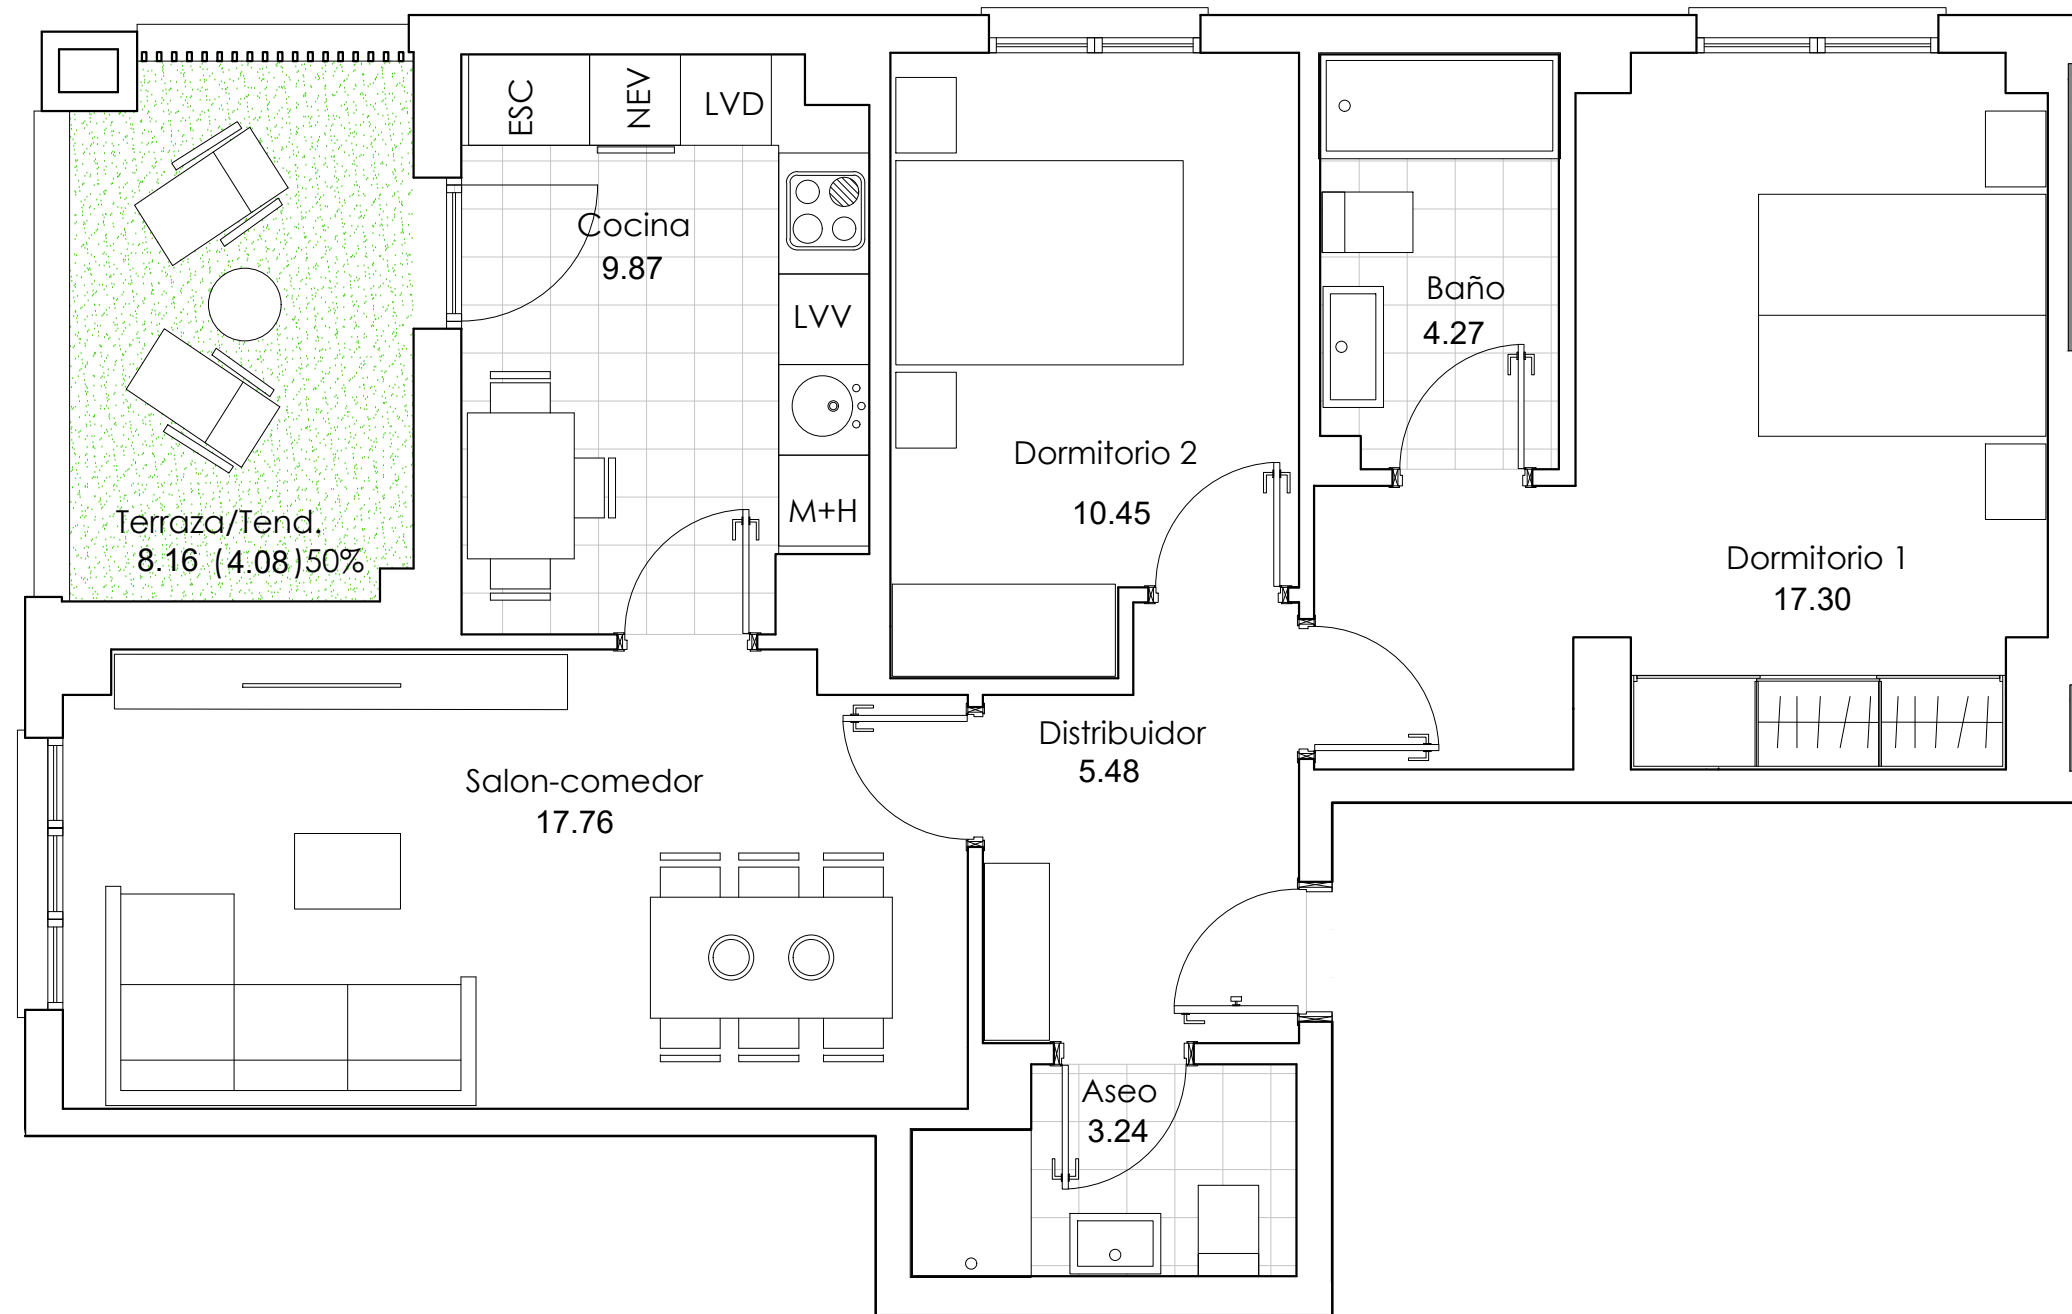 ESC
NEV
LVD
Cocina
9.87
LVV
M+H
Terraza/Tend.
8.16 (4.08)50%
Dormitorio 2
10.45
Baño
4.27
Dormitorio 1
17.30
Distribuidor
5.48
Salon-comedor
17.76
Aseo
3.24